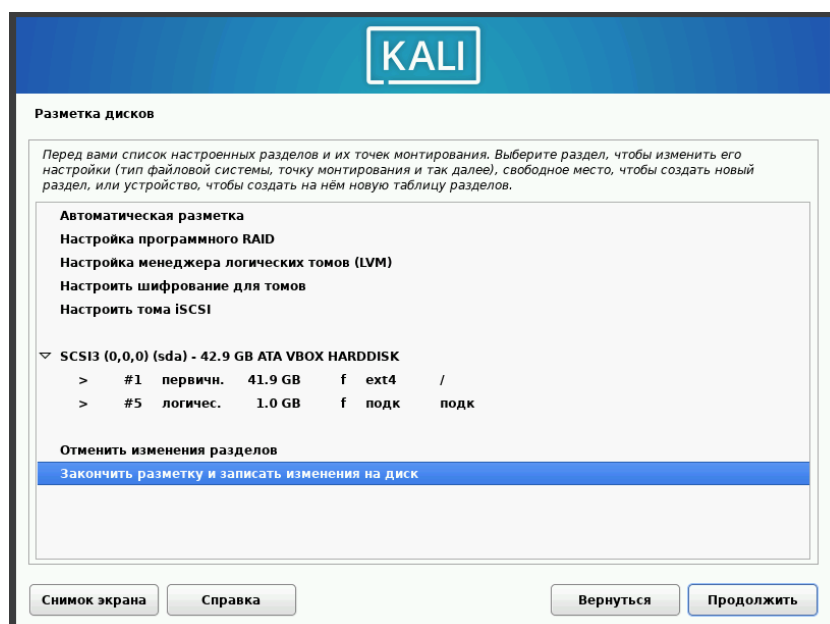 KALI
Разметка дисков
Перед вами список настроенных разделов и их точек монтирования. Выберите раздел, чтобы изменить его
настройки (тип файловой системы, точку монтирования и так далее), свободное место, чтобы создать новый
раздел, или устройство, чтобы создать на нём новую таблицу разделов.
Автоматическая разметка
Настройка программного RAID
Настройка менеджера логических томов (LVM)
Настроить шифрование для томов
Настроить тома iSCSI
SCSI3 (0,0,0) (sda) - 42.9 GB ATA VBOX HARDDISK
> #1 первичн. 41.9 GB f ext4 /
> #5 логичес. 1.0 GB f подк подк
Отменить изменения разделов
Закончить разметку и записать изменения на диск
Снимок экрана Справка Вернуться Продолжить